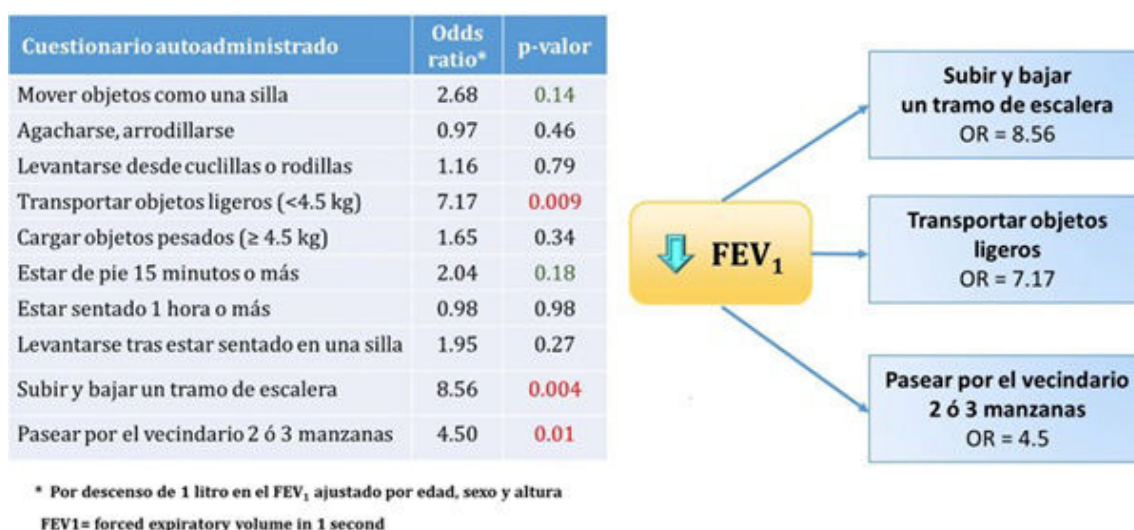 Cuestionario autoadministrado Odds ratio* p-valor
Mover objetos como una silla 2.68 0.14
Agacharse, arrodillarse 0.97 0.46
Levantarse desde cuclillas o rodillas 1.16 0.79
Transportar objetos ligeros (<4.5 kg) 7.17 0.009
Cargar objetos pesados (≥ 4.5 kg) 1.65 0.34
Estar de pie 15 minutos o más 2.04 0.18
Estar sentado 1 hora o más 0.98 0.98
Levantarse tras estar sentado en una silla 1.95 0.27
Subir y bajar un tramo de escalera 8.56 0.004
Pasear por el vecindario 2 ó 3 manzanas 4.50 0.01
* Por descenso de 1 litro en el FEV₁ ajustado por edad, sexo y altura
FEV1= forced expiratory volume in 1 second
FEV₁
Subir y bajar
un tramo de escalera
OR = 8.56
Transportar objetos
ligeros
OR = 7.17
Pasear por el vecindario
2 ó 3 manzanas
OR = 4.5